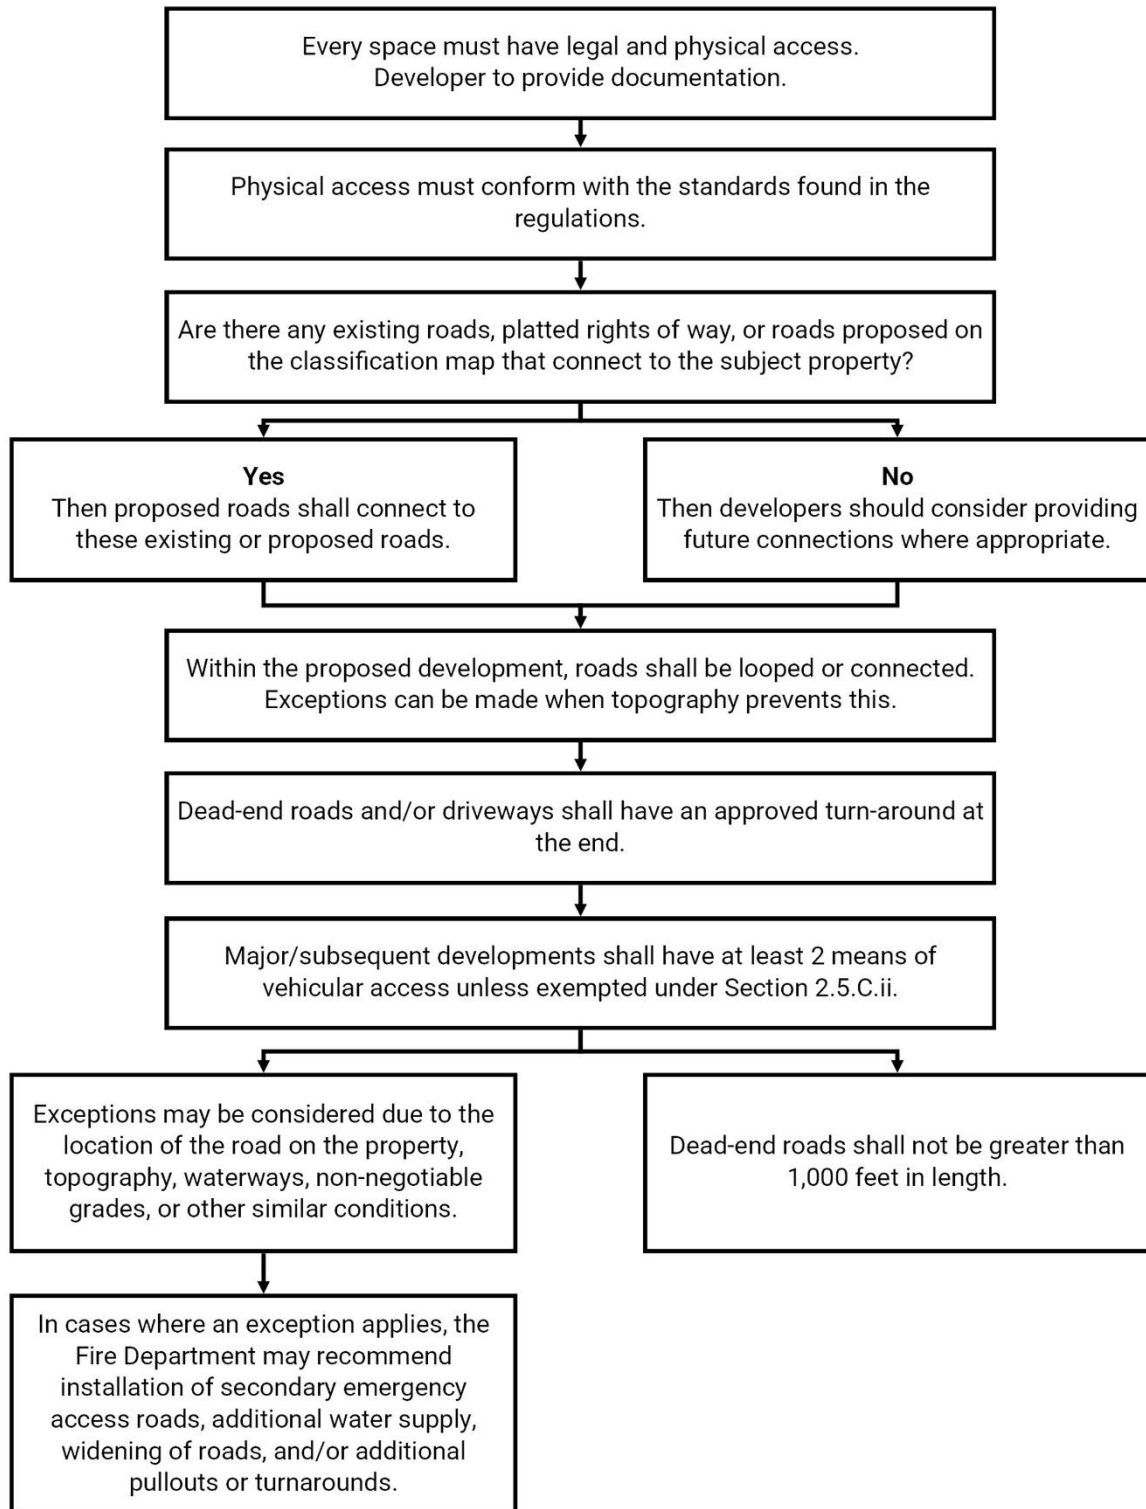 Every space must have legal and physical access.
Developer to provide documentation.
Physical access must conform with the standards found in the
regulations.
Are there any existing roads, platted rights of way, or roads proposed on
the classification map that connect to the subject property?
Yes
Then proposed roads shall connect to
these existing or proposed roads.
No
Then developers should consider providing
future connections where appropriate.
Within the proposed development, roads shall be looped or connected.
Exceptions can be made when topography prevents this.
Dead-end roads and/or driveways shall have an approved turn-around at
the end.
Major/subsequent developments shall have at least 2 means of
vehicular access unless exempted under Section 2.5.C.ii.
Exceptions may be considered due to the
location of the road on the property,
topography, waterways, non-negotiable
grades, or other similar conditions.
Dead-end roads shall not be greater than
1,000 feet in length.
In cases where an exception applies, the
Fire Department may recommend
installation of secondary emergency
access roads, additional water supply,
widening of roads, and/or additional
pullouts or turnarounds.